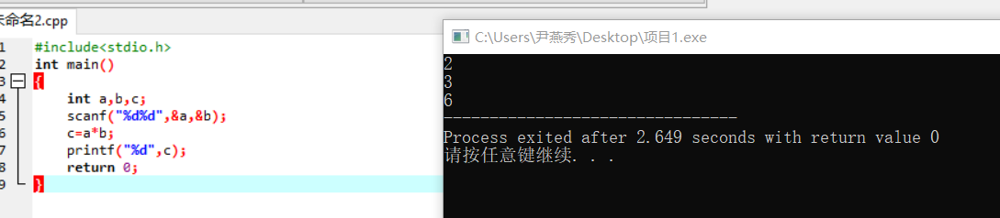 未命名2.cpp
1 #include<stdio.h>
2 int main()
3 {
4 int a,b,c;
5 scanf("%d%d",&a,&b);
6 c=a*b;
7 printf("%d",c);
8 return 0;
9 }
C:\Users\尹燕秀\Desktop\项目1.exe
2
3
6
--------------------------------
Process exited after 2.649 seconds with return value 0
请按任意键继续. . .